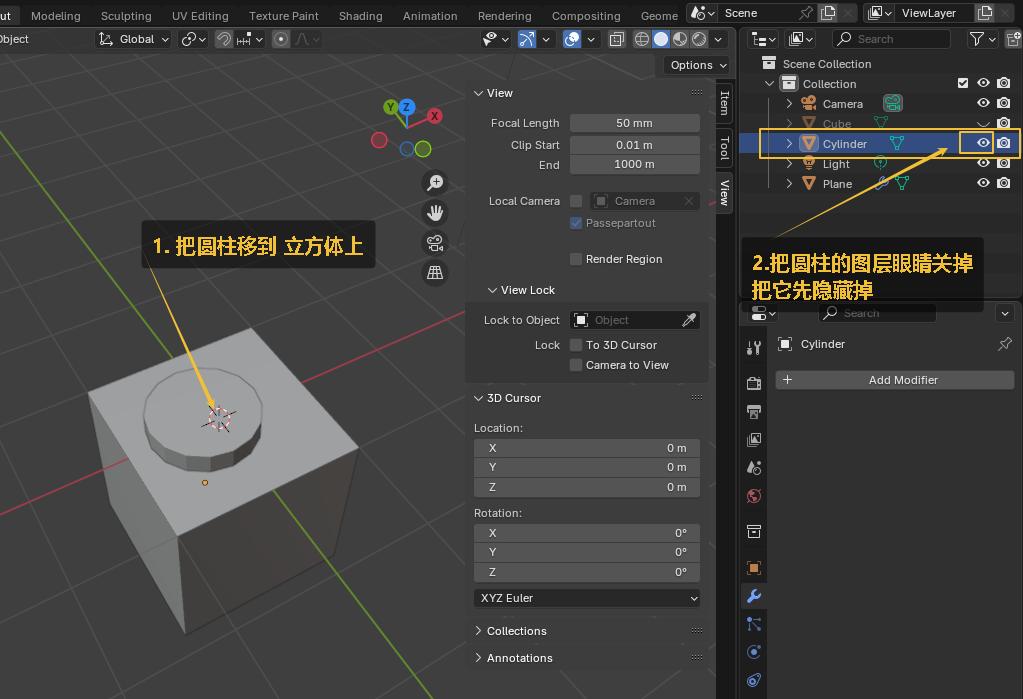 ut Modeling Sculpting UV Editing Texture Paint Shading Animation Rendering Compositing Geome Scene ViewLayer
Object Global Search
Options
Scene Collection
Collection
Camera
Cube
Cylinder
Light
Plane
View
Focal Length 50 mm
Clip Start 0.01 m
End 1000 m
Local Camera Camera
Passepartout
Render Region
View Lock
Lock to Object Object
Lock To 3D Cursor
Camera to View
3D Cursor
Location:
X 0 m
Y 0 m
Z 0 m
Rotation:
X 0°
Y 0°
Z 0°
XYZ Euler
Collections
Annotations
Item
Tool
View
Y Z X
1. 把圆柱移到 立方体上
2.把圆柱的图层眼睛关掉
把它先隐藏掉
Search
Cylinder
Add Modifier